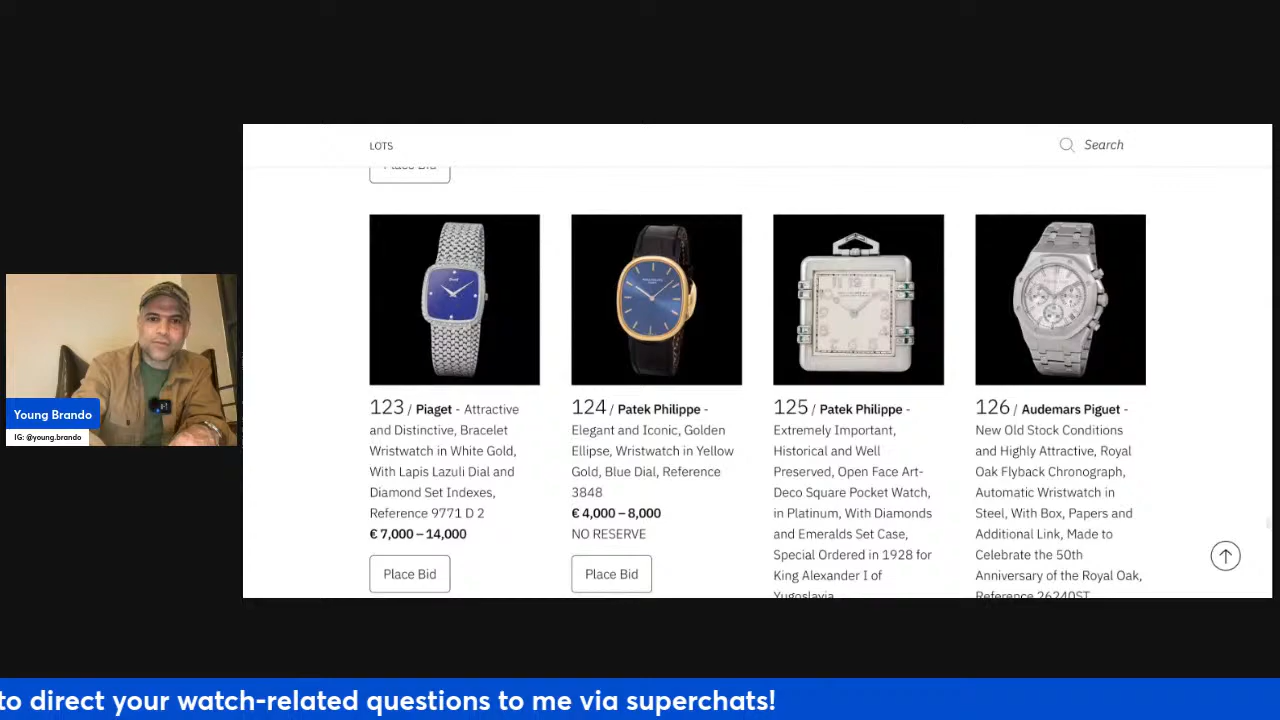 LOTS
Search
Place Bid
123 / Piaget - Attractive
and Distinctive, Bracelet
Wristwatch in White Gold,
With Lapis Lazuli Dial and
Diamond Set Indexes,
Reference 9771 D 2
€ 7,000 – 14,000
Place Bid
124 / Patek Philippe -
Elegant and Iconic, Golden
Ellipse, Wristwatch in Yellow
Gold, Blue Dial, Reference
3848
€ 4,000 – 8,000
NO RESERVE
Place Bid
125 / Patek Philippe -
Extremely Important,
Historical and Well
Preserved, Open Face Art-
Deco Square Pocket Watch,
in Platinum, With Diamonds
and Emeralds Set Case,
Special Ordered in 1928 for
King Alexander I of
Yugoslavia
126 / Audemars Piguet -
New Old Stock Conditions
and Highly Attractive, Royal
Oak Flyback Chronograph,
Automatic Wristwatch in
Steel, With Box, Papers and
Additional Link, Made to
Celebrate the 50th
Anniversary of the Royal Oak,
Reference 26240ST
Young Brando
IG: @young.brando
to direct your watch-related questions to me via superchats!